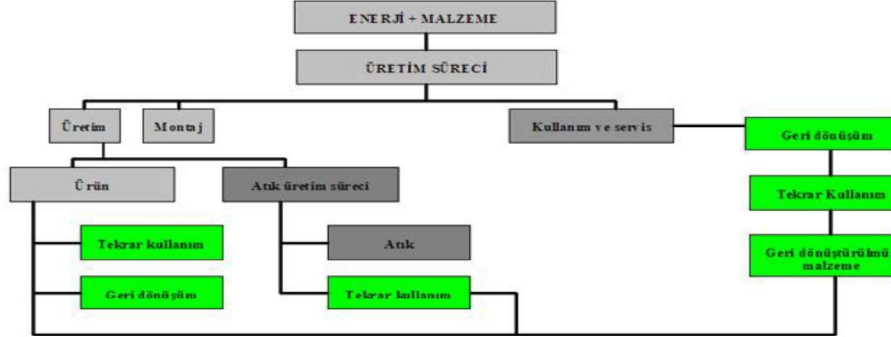 ENERJİ + MALZEME
ÜRETİM SÜRECİ
Üretim
Montaj
Kullanım ve servis
Geri dönüşüm
Ürün
Atık üretim süreci
Tekrar Kullanım
Tekrar kullanım
Atık
Geri dönüştürülmü
malzeme
Geri dönüşüm
Tekrar kullanım